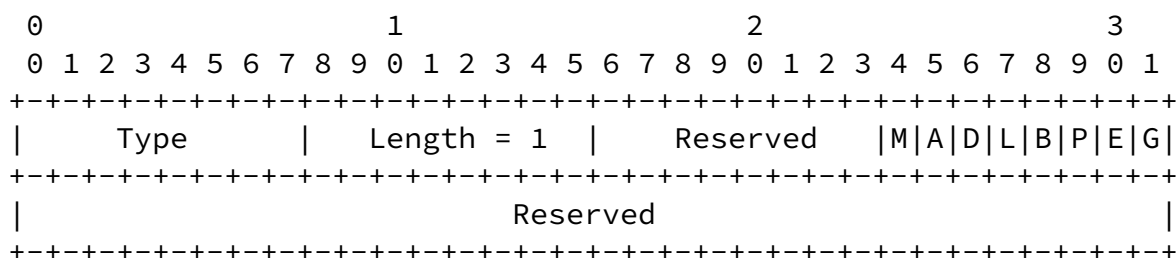 0                   1                   2                   3
 0 1 2 3 4 5 6 7 8 9 0 1 2 3 4 5 6 7 8 9 0 1 2 3 4 5 6 7 8 9 0 1
+-+-+-+-+-+-+-+-+-+-+-+-+-+-+-+-+-+-+-+-+-+-+-+-+-+-+-+-+-+-+-+-+
|     Type      |   Length = 1  |    Reserved   |M|A|D|L|B|P|E|G|
+-+-+-+-+-+-+-+-+-+-+-+-+-+-+-+-+-+-+-+-+-+-+-+-+-+-+-+-+-+-+-+-+
|                           Reserved                            |
+-+-+-+-+-+-+-+-+-+-+-+-+-+-+-+-+-+-+-+-+-+-+-+-+-+-+-+-+-+-+-+-+